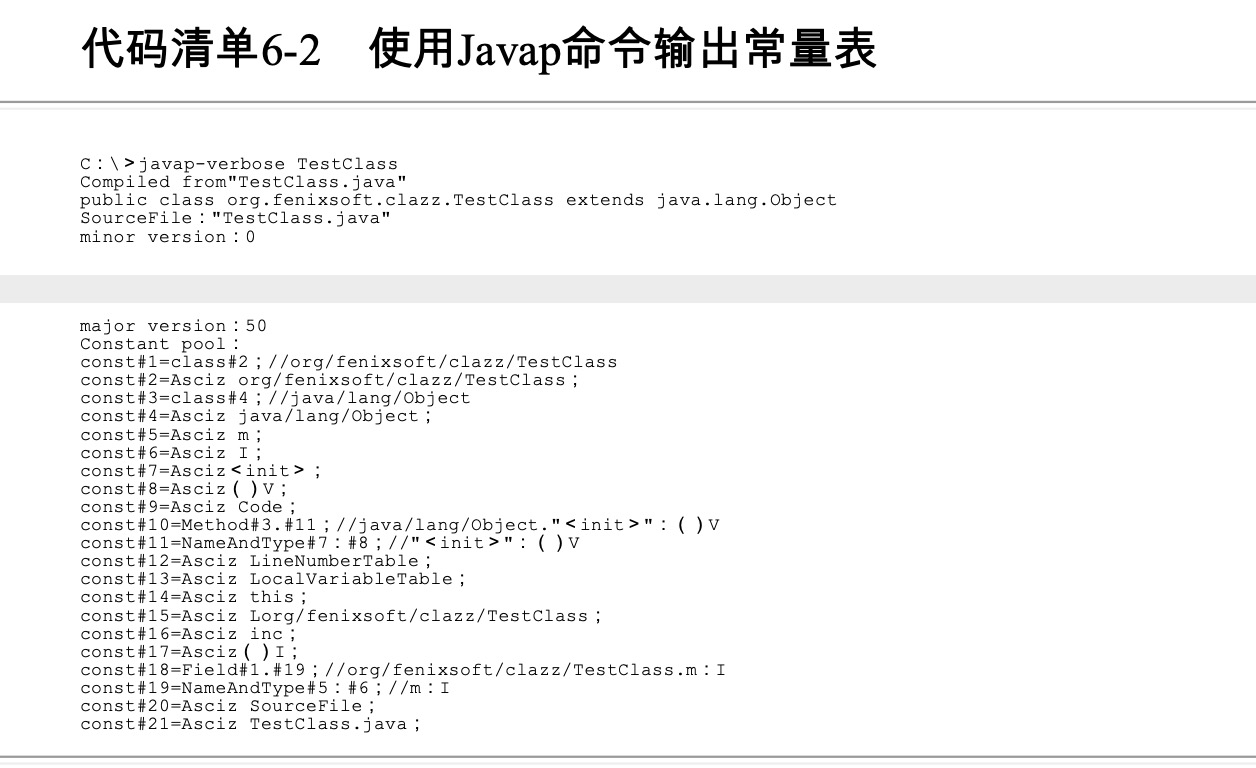 代码清单6-2　使用Javap命令输出常量表
C：\＞javap-verbose TestClass
Compiled from"TestClass.java"
public class org.fenixsoft.clazz.TestClass extends java.lang.Object
SourceFile："TestClass.java"
minor version：0
major version：50
Constant pool：
const#1=class#2；//org/fenixsoft/clazz/TestClass
const#2=Asciz org/fenixsoft/clazz/TestClass；
const#3=class#4；//java/lang/Object
const#4=Asciz java/lang/Object；
const#5=Asciz m；
const#6=Asciz I；
const#7=Asciz＜init＞；
const#8=Asciz（）V；
const#9=Asciz Code；
const#10=Method#3.#11；//java/lang/Object."＜init＞"：（）V
const#11=NameAndType#7：#8；//"＜init＞"：（）V
const#12=Asciz LineNumberTable；
const#13=Asciz LocalVariableTable；
const#14=Asciz this；
const#15=Asciz Lorg/fenixsoft/clazz/TestClass；
const#16=Asciz inc；
const#17=Asciz（）I；
const#18=Field#1.#19；//org/fenixsoft/clazz/TestClass.m：I
const#19=NameAndType#5：#6；//m：I
const#20=Asciz SourceFile；
const#21=Asciz TestClass.java；